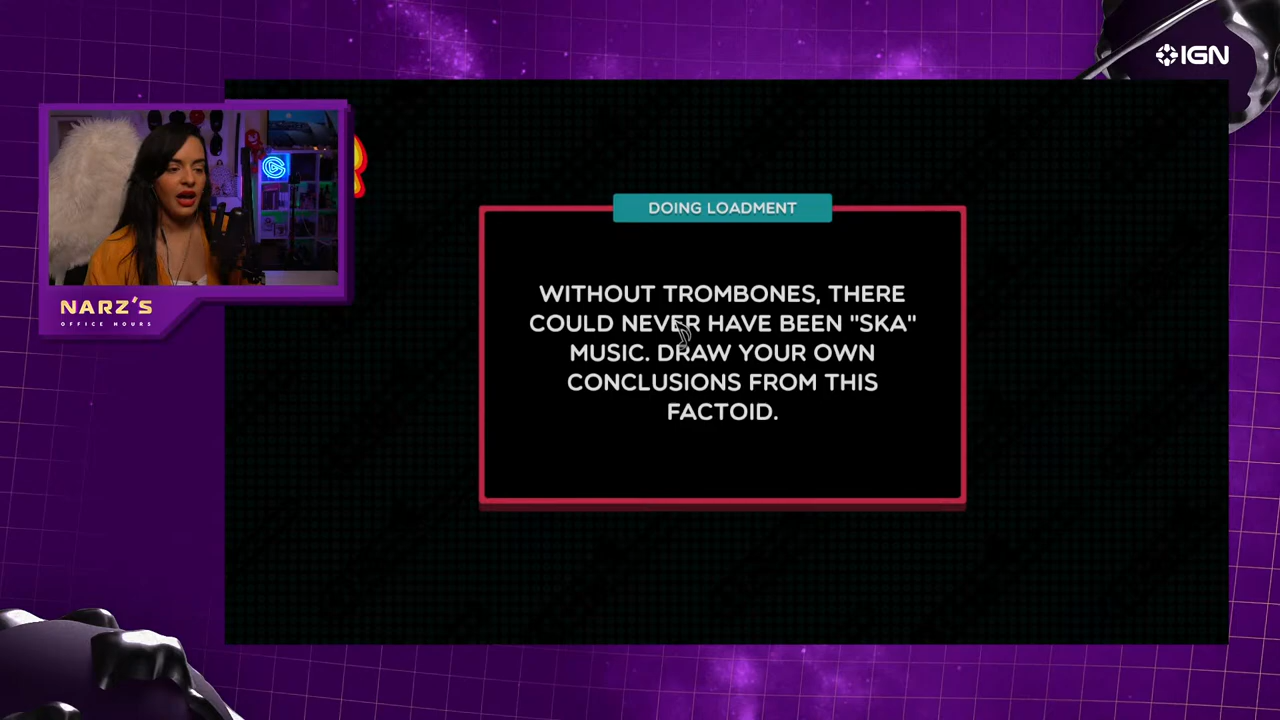 IGN
NARZ'S
OFFICE HOURS
DOING LOADMENT
WITHOUT TROMBONES, THERE
COULD NEVER HAVE BEEN "SKA"
MUSIC. DRAW YOUR OWN
CONCLUSIONS FROM THIS
FACTOID.